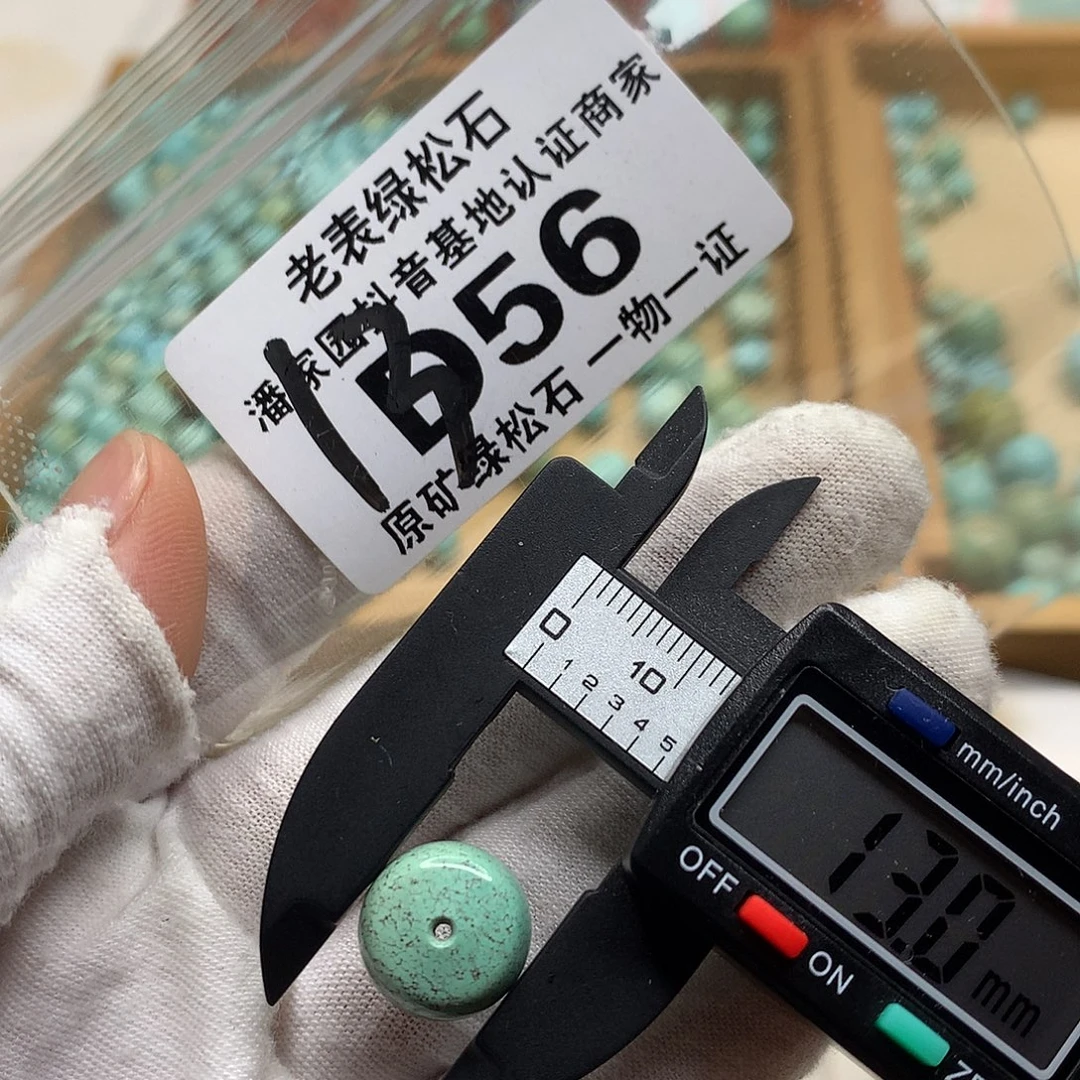 老表绿松石
潘家园抖音基地认证商家
B56
13
原矿绿松石 一物一证
0 10
1 2 3 4 5
mm/inch
OFF
ON
13.0 mm